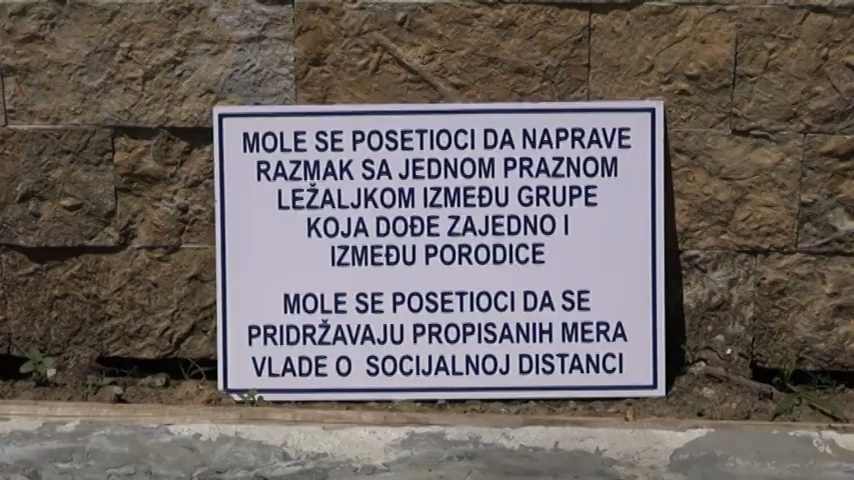 MOLE SE POSETIOCI DA NAPRAVE
RAZMAK SA JEDNOM PRAZNOM
LEŽALJKOM IZMEĐU GRUPE
KOJA DOĐE ZAJEDNO I
IZMEĐU PORODICE
MOLE SE POSETIOCI DA SE
PRIDRŽAVAJU PROPISANIH MERA
VLADE O SOCIJALNOJ DISTANCI